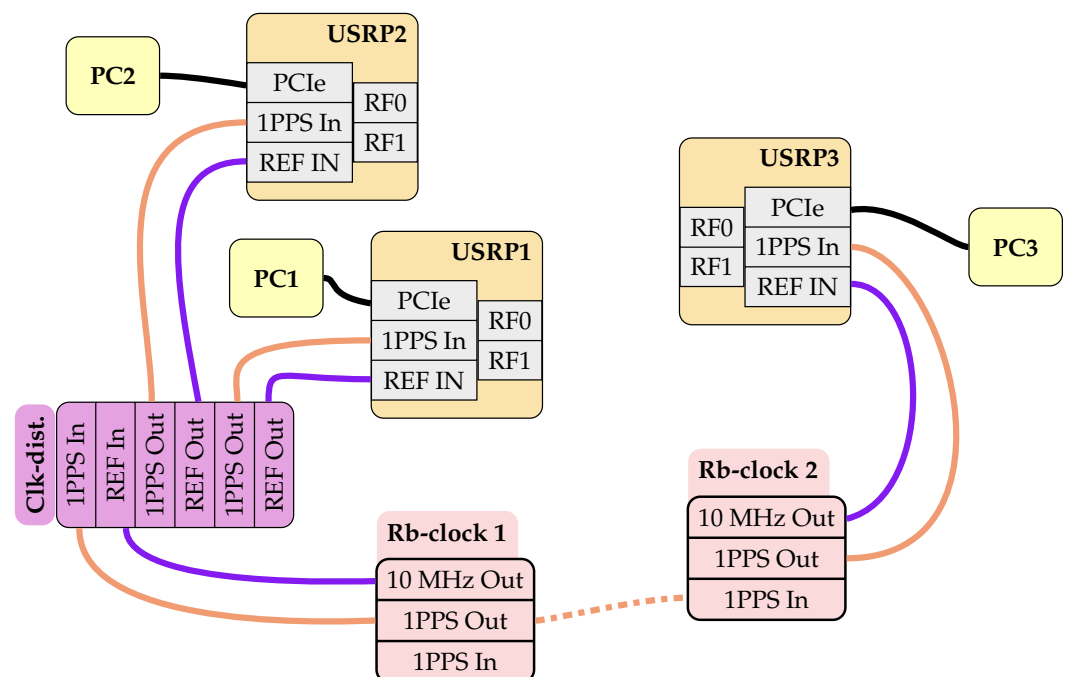 USRP2
PC2
PCIe
1PPS In
REF IN
RF0
RF1
USRP3
PCIe
1PPS In
REF IN
RF0
RF1
PC3
PC1
USRP1
PCIe
1PPS In
REF IN
RF0
RF1
Clk-dist.
1PPS In
REF In
1PPS Out
REF Out
1PPS Out
REF Out
Rb-clock 1
10 MHz Out
1PPS Out
1PPS In
Rb-clock 2
10 MHz Out
1PPS Out
1PPS In